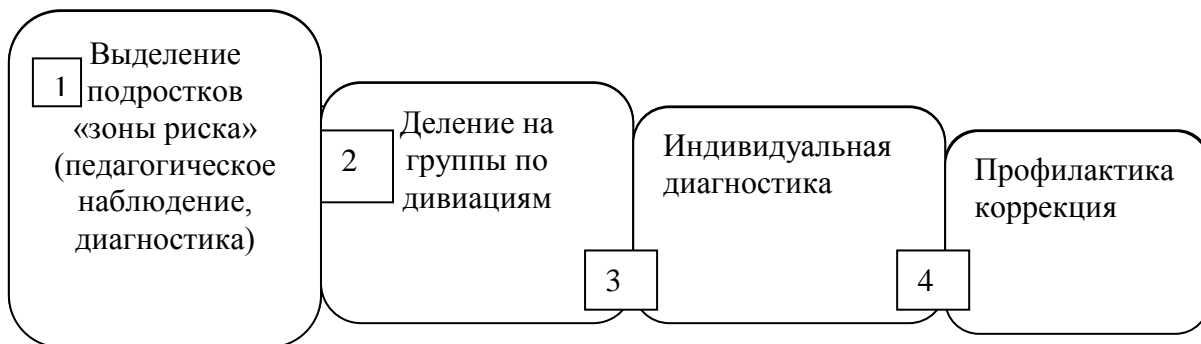 1
Выделение
подростков
«зоны риска»
(педагогическое
наблюдение,
диагностика)
2
Деление на
группы по
дивиациям
3
Индивидуальная
диагностика
4
Профилактика
коррекция